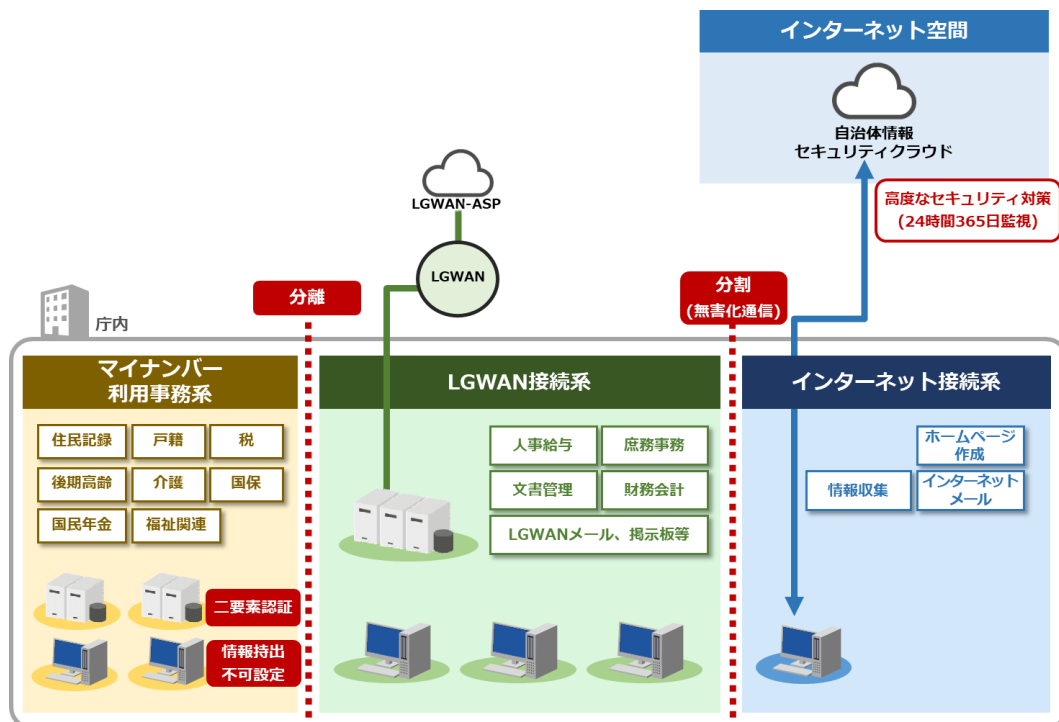 インターネット空間
自治体情報
セキュリティクラウド
高度なセキュリティ対策
(24時間365日監視)
LGWAN-ASP
LGWAN
分離
分割
(無害化通信)
庁内
マイナンバー
利用事務系
住民記録
戸籍
税
後期高齢
介護
国保
国民年金
福祉関連
二要素認証
情報持出
不可設定
LGWAN接続系
人事給与
庶務事務
文書管理
財務会計
LGWANメール、掲示板等
インターネット接続系
ホームページ
作成
情報収集
インターネット
メール